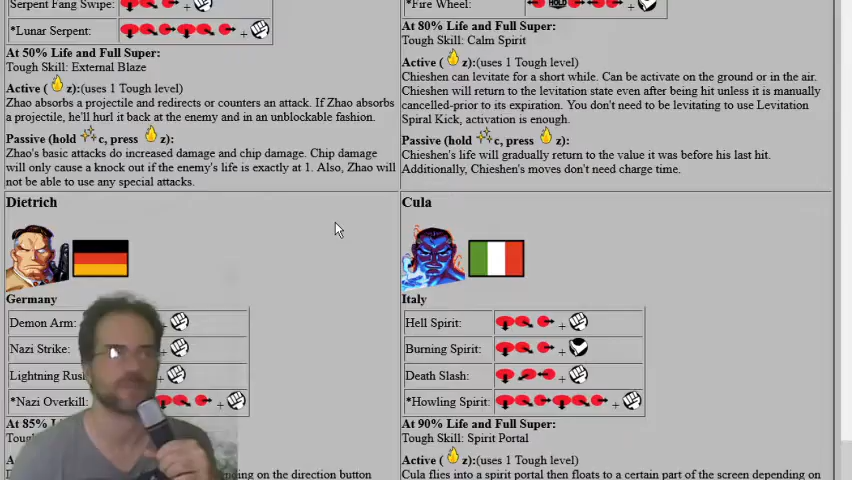 Serpent Fang Swipe: +
*Lunar Serpent: +
At 50% Life and Full Super:
Tough Skill: External Blaze
Active ( z):(uses 1 Tough level)
Zhao absorbs a projectile and redirects or counters an attack. If Zhao absorbs
a projectile, he'll hurl it back at the enemy and in an unblockable fashion.
Passive (hold c, press z):
Zhao's basic attacks do increased damage and chip damage. Chip damage
will only cause a knock out if the enemy's life is exactly at 1. Also, Zhao will
not be able to use any special attacks.
*Fire Wheel: HOLD +
At 80% Life and Full Super:
Tough Skill: Calm Spirit
Active ( z):(uses 1 Tough level)
Chieshen can levitate for a short while. Can be activate on the ground or in the air.
Chieshen will return to the levitation state even after being hit unless it is manually
cancelled-prior to its expiration. You don't need to be levitating to use Levitation
Spiral Kick, activation is enough.
Passive (hold c, press z):
Chieshen's life will gradually return to the value it was before his last hit.
Additionally, Chieshen's moves don't need charge time.
Dietrich
Germany
Demon Arm: +
Nazi Strike: +
Lightning Rush +
*Nazi Overkill: +
At 85%
Tou
A
D nding on the direction button
Cula
Italy
Hell Spirit: +
Burning Spirit: +
Death Slash: +
*Howling Spirit: +
At 90% Life and Full Super:
Tough Skill: Spirit Portal
Active ( z):(uses 1 Tough level)
Cula flies into a spirit portal then floats to a certain part of the screen depending on